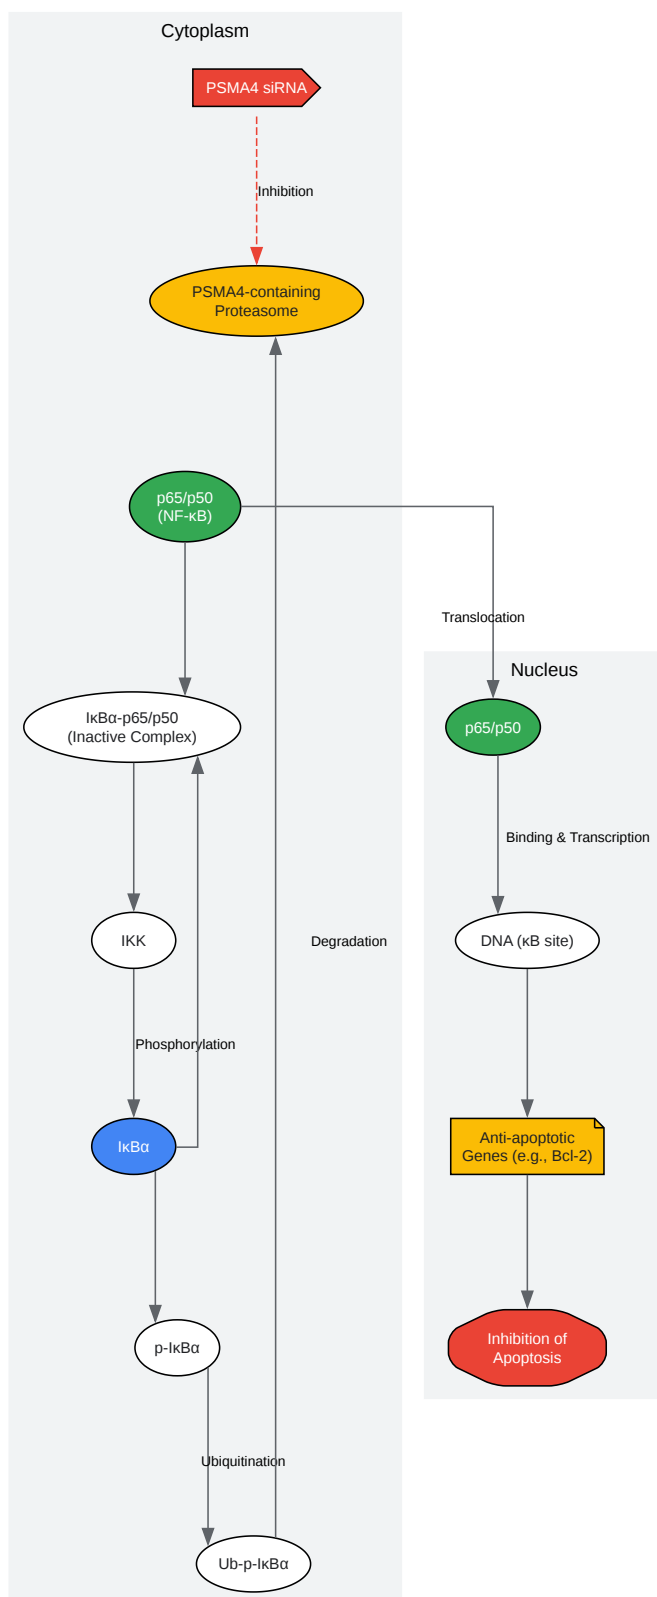 Cytoplasm
PSMA4 siRNA
Inhibition
PSMA4-containing
Proteasome
p65/p50
(NF-κB)
Translocation
Nucleus
IκBα-p65/p50
(Inactive Complex)
p65/p50
Binding & Transcription
IKK
Degradation
DNA (κB site)
Phosphorylation
IκBα
Anti-apoptotic
Genes (e.g., Bcl-2)
p-IκBα
Inhibition of
Apoptosis
Ubiquitination
Ub-p-IκBα